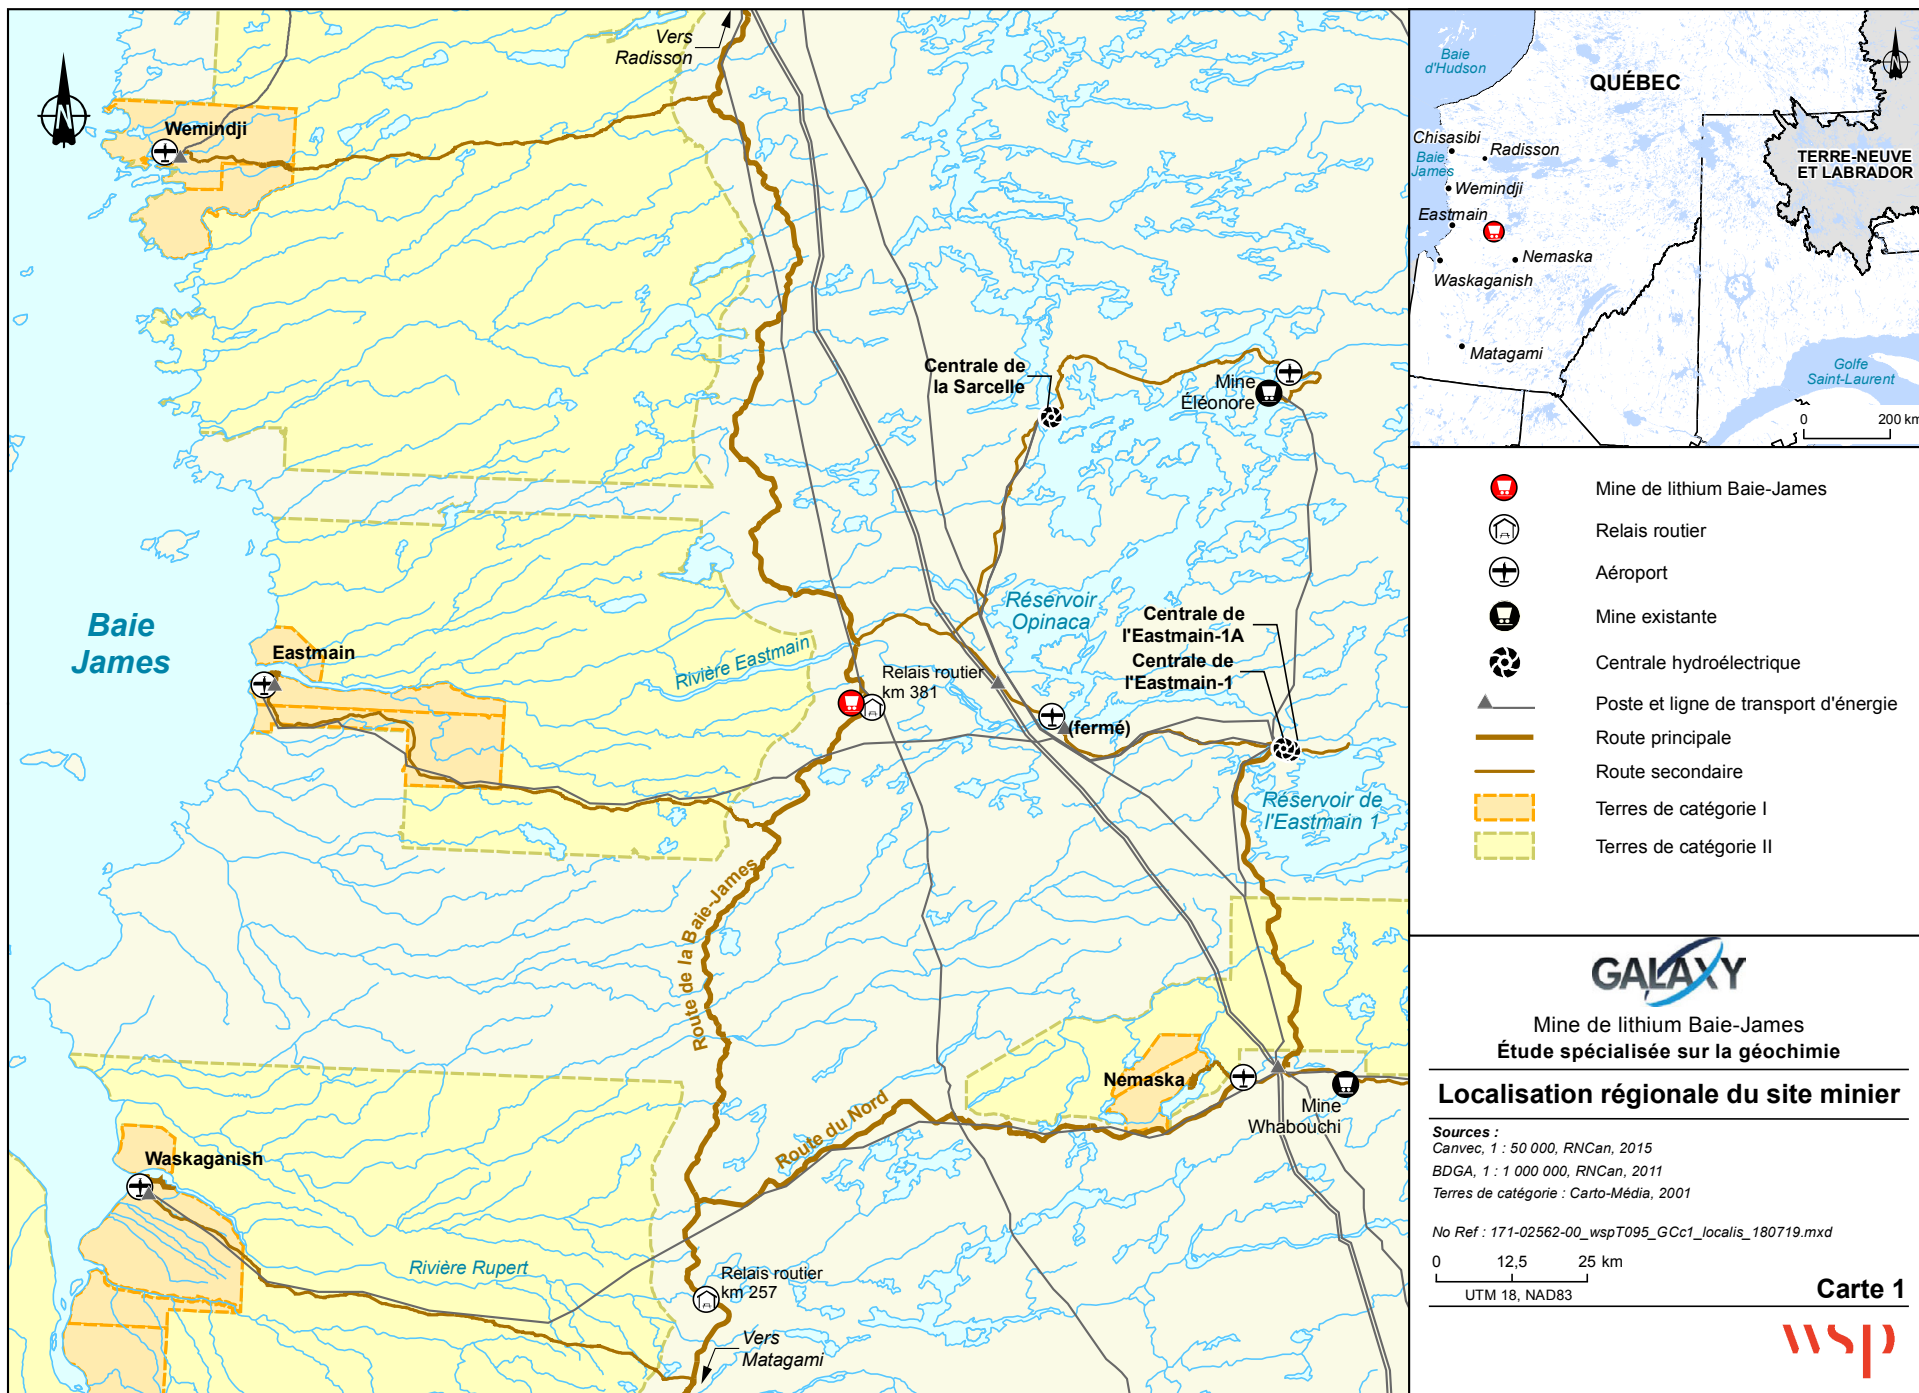 Vers
Radisson
Wemindji
Centrale de
la Sarcelle
Mine
Éléonore
Baie
James
Réservoir
Opinaca
Centrale de
l'Eastmain-1A
Centrale de
l'Eastmain-1
Eastmain
Rivière Eastmain
Relais routier
km 381
(fermé)
Réservoir de
l'Eastmain 1
Route de la Baie-James
Nemaska
Mine
Whabouchi
Route du Nord
Waskaganish
Rivière Rupert
Relais routier
km 257
Vers
Matagami
N
Baie
d'Hudson
QUÉBEC
Chisasibi
Baie
James
Radisson
TERRE-NEUVE
ET LABRADOR
Wemindji
Eastmain
Nemaska
Waskaganish
Matagami
Golfe
Saint-Laurent
0 200 km
N
Mine de lithium Baie-James
Relais routier
Aéroport
Mine existante
Centrale hydroélectrique
Poste et ligne de transport d'énergie
Route principale
Route secondaire
Terres de catégorie I
Terres de catégorie II
GALAXY
Mine de lithium Baie-James
Étude spécialisée sur la géochimie
Localisation régionale du site minier
Sources :
Canvec, 1 : 50 000, RNCan, 2015
BDGA, 1 : 1 000 000, RNCan, 2011
Terres de catégorie : Carto-Média, 2001
No Ref : 171-02562-00_wspT095_GCc1_localis_180719.mxd
0 12,5 25 km
UTM 18, NAD83
Carte 1
wsp